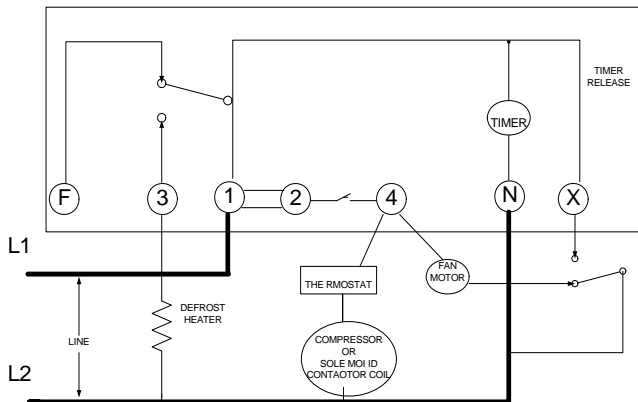 TIMER
RELEASE
TIMER
F
3
1
2
4
N
X
L1
THE RMOSTAT
FAN
MOTOR
DEFROST
HEATER
LINE
COMPRESSOR
OR
SOLE MOI ID
CONTAOTOR COIL
L2